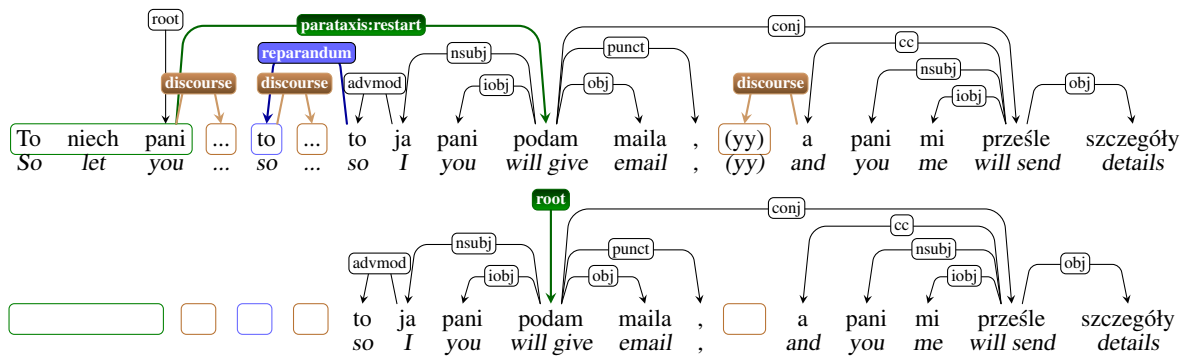 root
parataxis:restart
conj
reparandum
nsubj
punct
cc
discourse
discourse
advmod
iobj
obj
discourse
nsubj
iobj
obj
To niech pani ... to ... to ja pani podam maila , (yy) a pani mi prześle szczegóły
So let you ... so ... so I you will give email , (yy) and you me will send details
root
conj
nsubj
punct
cc
advmod
iobj
obj
nsubj
iobj
obj
to ja pani podam maila , a pani mi prześle szczegóły
so I you will give email , and you me will send details